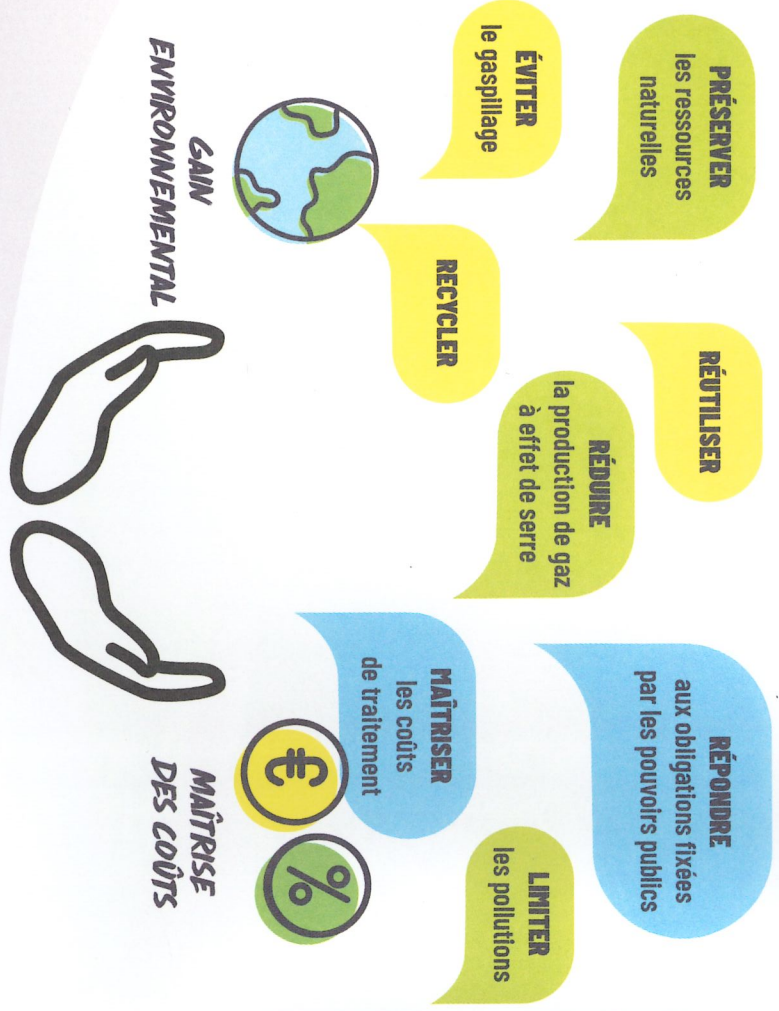 PRÉSERVER
les ressources
naturelles
RÉUTILISER
RÉPONDRE
aux obligations fixées
par les pouvoirs publics
ÉVITER
le gaspillage
RÉDUIRE
la production de gaz
à effet de serre
LIMITER
les pollutions
RECYCLER
MAÎTRISER
les coûts
de traitement
€
%
GAIN
ENVIRONNEMENTAL
MAÎTRISE
DES COÛTS